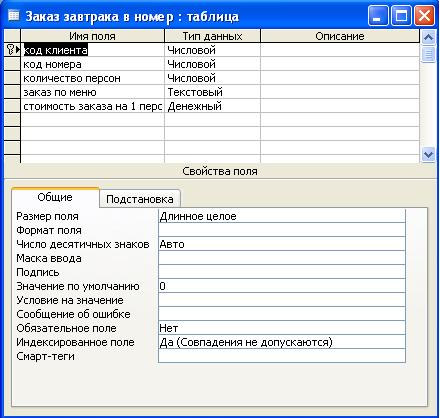 Заказ завтрака в номер : таблица
Имя поля Тип данных Описание
код клиента Числовой
код номера Числовой
количество персон Числовой
заказ по меню Текстовый
стоимость заказа на 1 перс Денежный
Свойства поля
Общие Подстановка
Размер поля Длинное целое
Формат поля
Число десятичных знаков Авто
Маска ввода
Подпись
Значение по умолчанию 0
Условие на значение
Сообщение об ошибке
Обязательное поле Нет
Индексированное поле Да (Совпадения не допускаются)
Смарт-теги